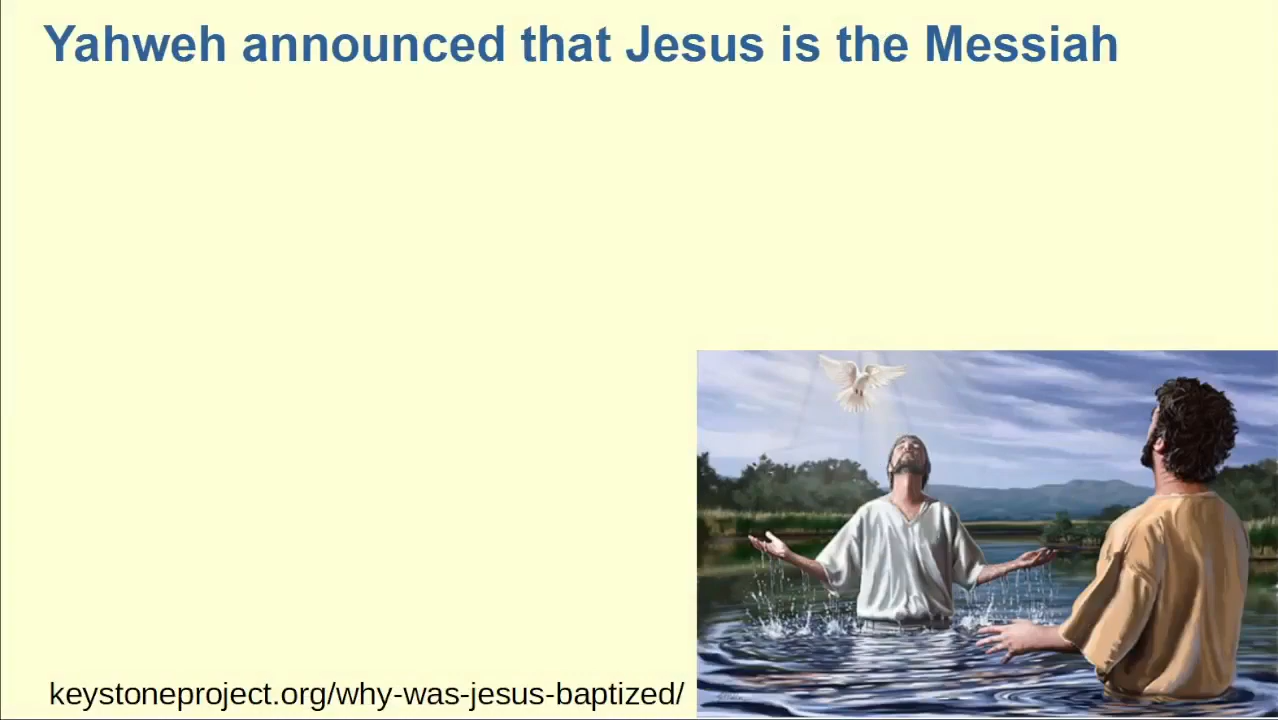 Yahweh announced that Jesus is the Messiah
keystoneproject.org/why-was-jesus-baptized/